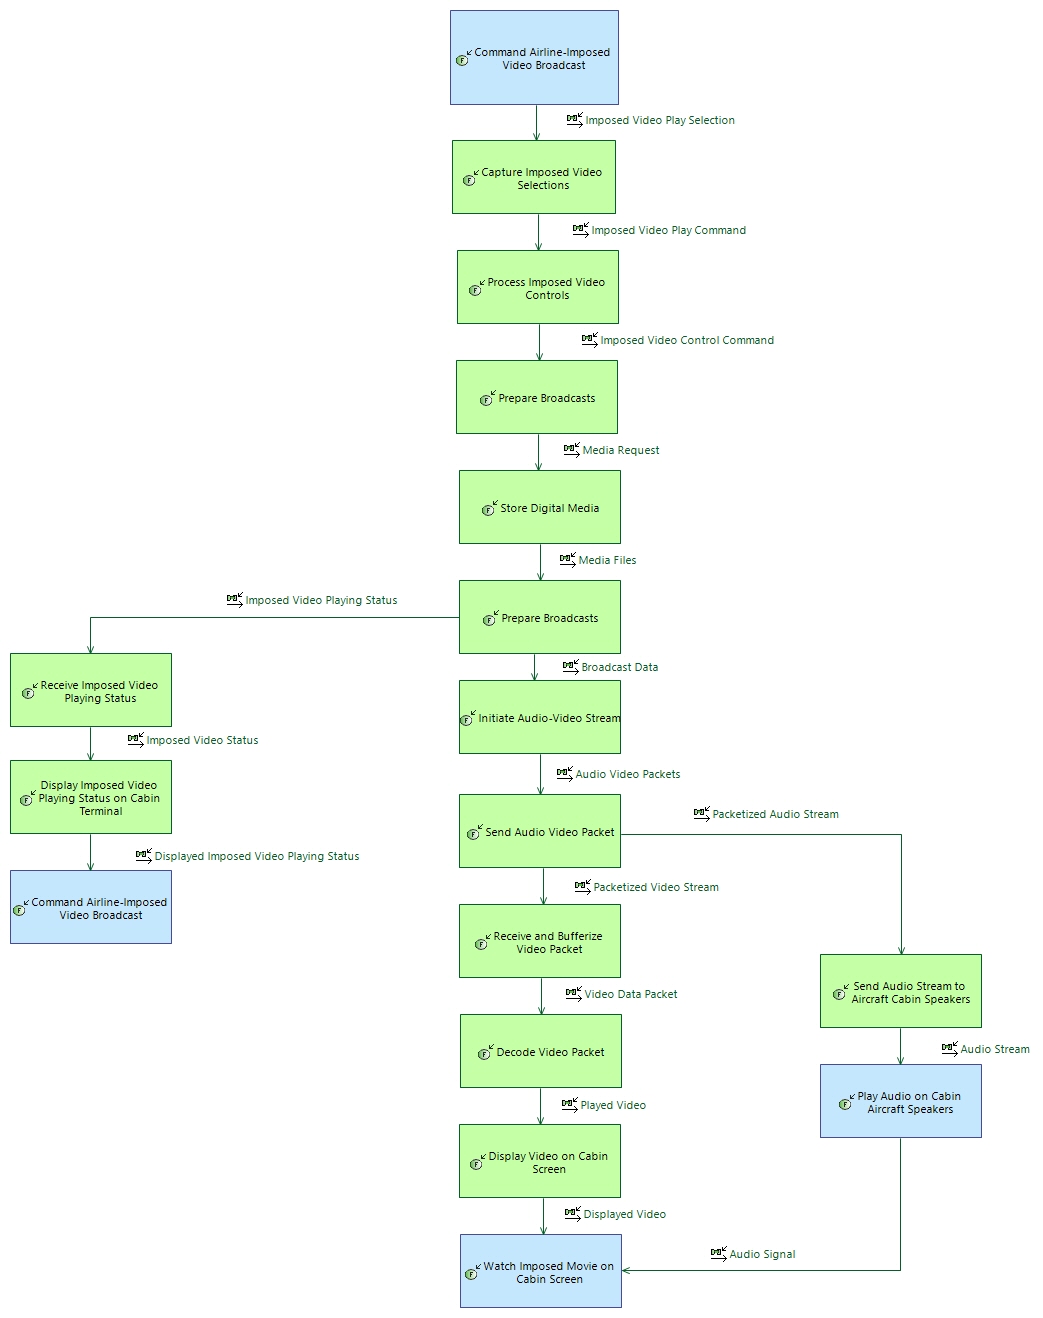 Command Airline-Imposed
Video Broadcast
Imposed Video Play Selection
Capture Imposed Video
Selections
Imposed Video Play Command
Process Imposed Video
Controls
Imposed Video Control Command
Prepare Broadcasts
Media Request
Store Digital Media
Media Files
Prepare Broadcasts
Imposed Video Playing Status
Receive Imposed Video
Playing Status
Imposed Video Status
Display Imposed Video
Playing Status on Cabin
Terminal
Displayed Imposed Video Playing Status
Command Airline-Imposed
Video Broadcast
Broadcast Data
Initiate Audio-Video Stream
Audio Video Packets
Send Audio Video Packet
Packetized Audio Stream
Packetized Video Stream
Receive and Bufferize
Video Packet
Video Data Packet
Decode Video Packet
Played Video
Display Video on Cabin
Screen
Displayed Video
Send Audio Stream to
Aircraft Cabin Speakers
Audio Stream
Play Audio on Cabin
Aircraft Speakers
Audio Signal
Watch Imposed Movie on
Cabin Screen